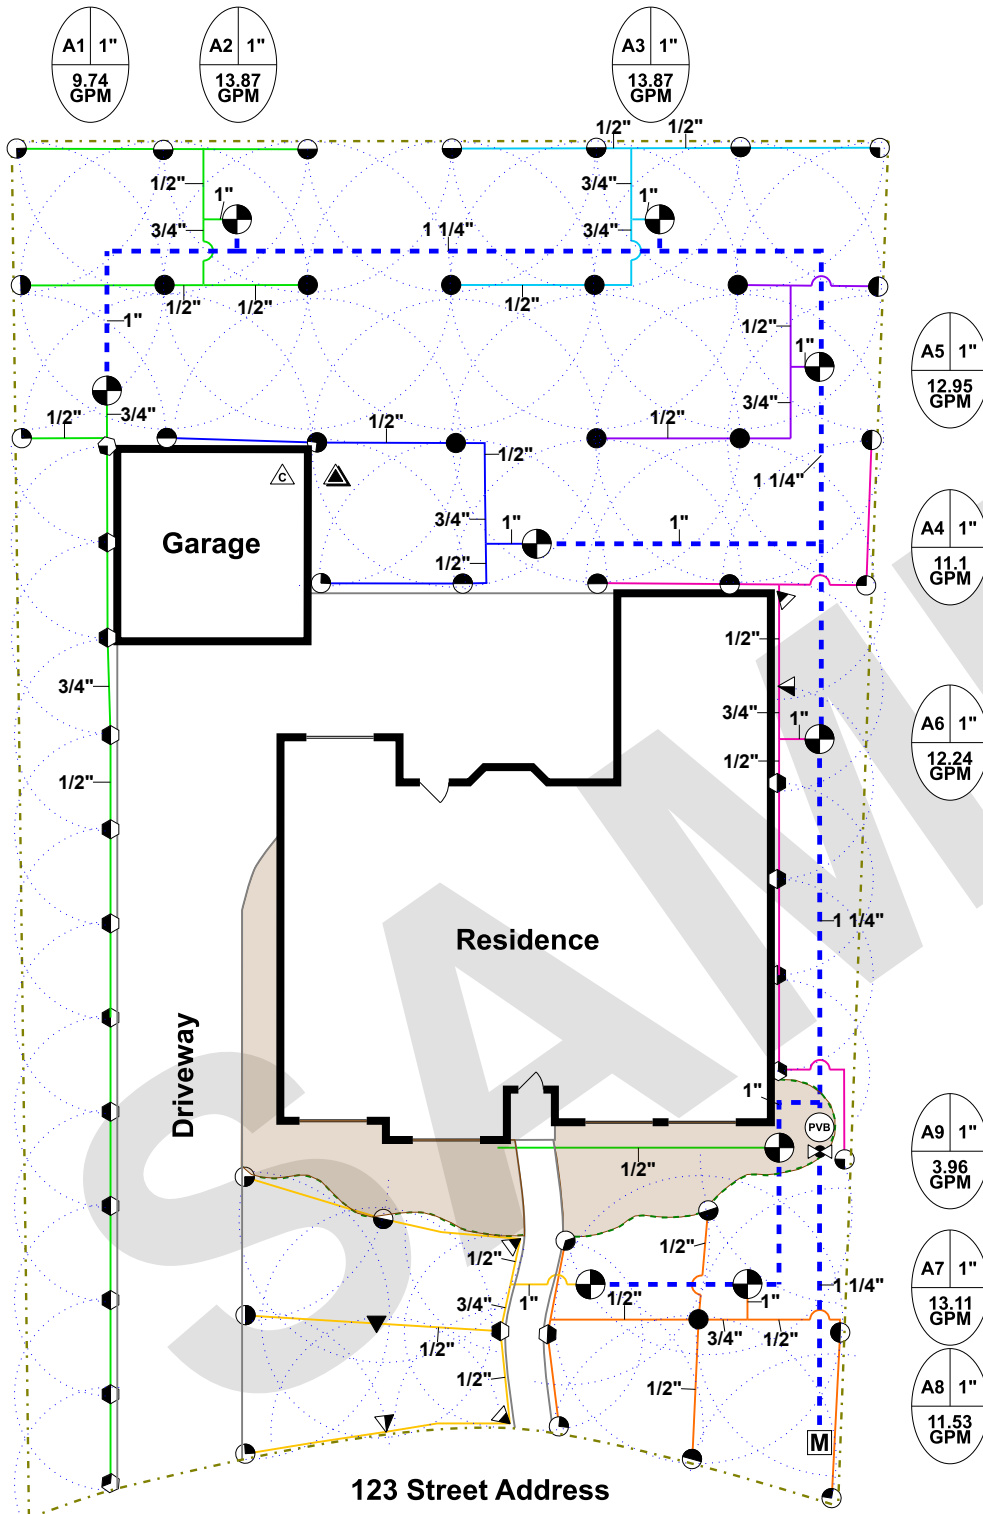 A1 1" A2 1" A3 1"
9.74 13.87 13.87
GPM GPM GPM
1/2" 1/2"
1/2" 3/4"
1" 1"
3/4" 1 1/4" 3/4"
1/2" 1/2" 1/2"
1" 1/2"
1" A5 1"
12.95
GPM
3/4"
1/2" 3/4" 1/2" 1/2"
1/2"
C 1 1/4"
3/4" 1" 1" A4 1"
Garage 11.1
GPM
1/2"
1/2"
3/4" 3/4" 1" A6 1"
12.24
GPM
1/2" 1/2"
1 1/4"
Residence
Driveway
1"
PVB A9 1"
3.96
GPM
1/2"
1/2" 1/2"
A7 1"
13.11
GPM
1 1/4"
3/4" 1" 1/2" 1"
1/2" 3/4" 1/2"
1/2" 1/2" A8 1"
11.53
GPM
M
123 Street Address
SAM